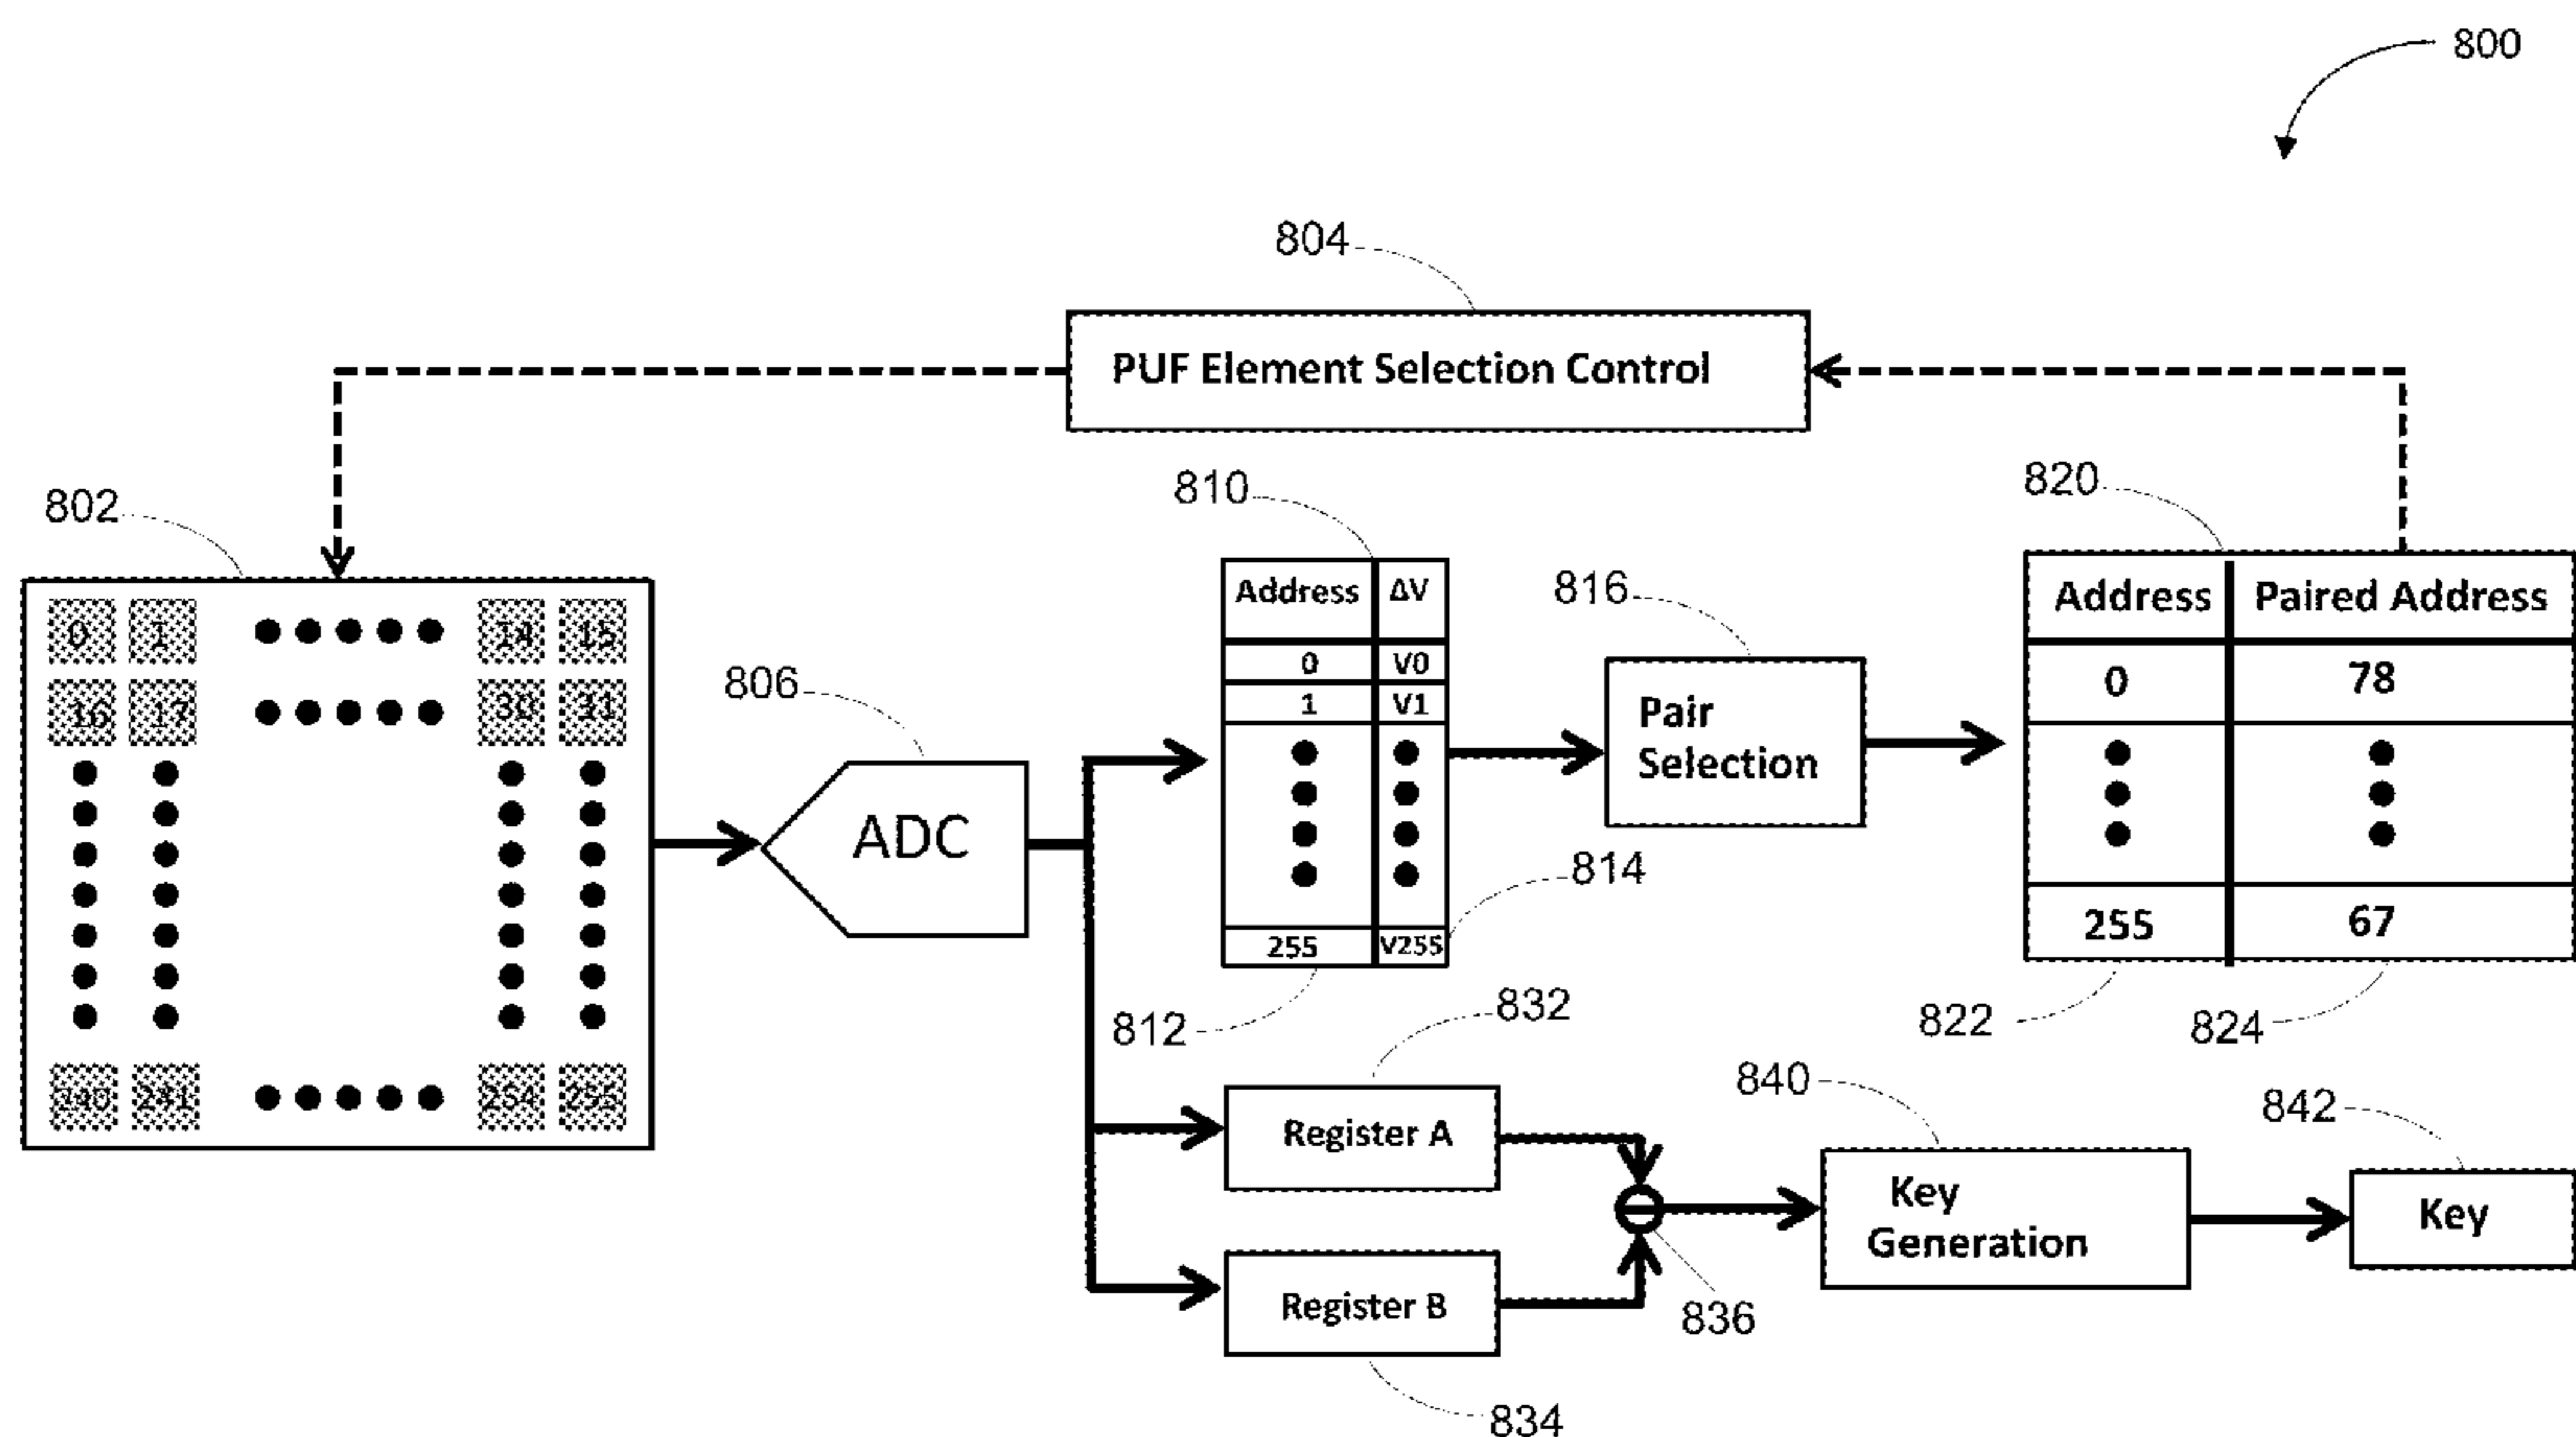 800
804
PUF Element Selection Control
802
810
820
816
806
0 1 14 15
16 17 30 31
240 241 254 255
ADC
Address ΔV
0 V0
1 V1
255 V255
814
812
Pair
Selection
Address Paired Address
0 78
255 67
822
824
832
Register A
834
Register B
836
840
Key
Generation
842
Key